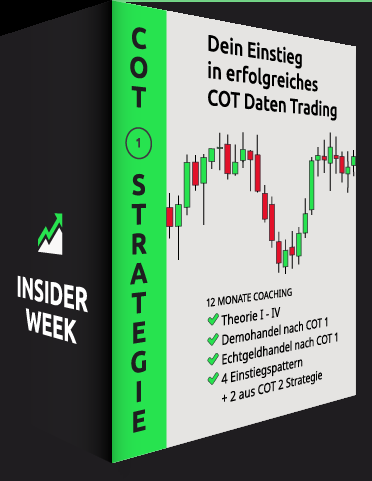 INSIDER
WEEK
COT
1
STRATEGIE
Dein Einstieg
in erfolgreiches
COT Daten Trading
12 MONATE COACHING
Theorie I - IV
Demohandel nach COT 1
Echtgeldhandel nach COT 1
4 Einstiegspattern
+ 2 aus COT 2 Strategie